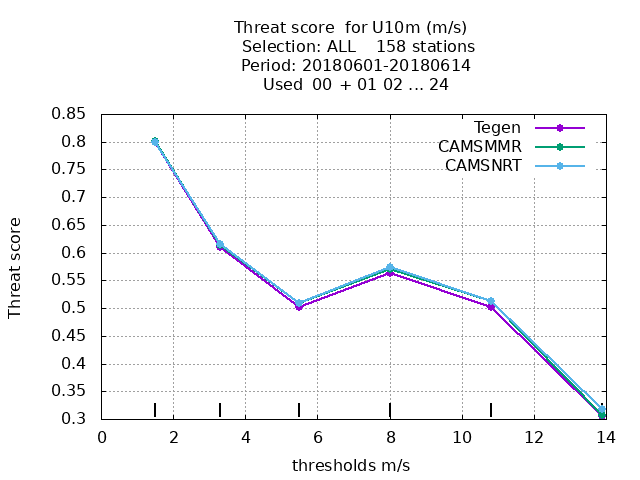 Threat score  for U10m (m/s)
Selection: ALL    158 stations
Period: 20180601-20180614
Used  00 + 01 02 ... 24
Tegen
CAMSMMR
CAMSNRT
Threat score
0.85
0.8
0.75
0.7
0.65
0.6
0.55
0.5
0.45
0.4
0.35
0.3
0 2 4 6 8 10 12 14
thresholds m/s